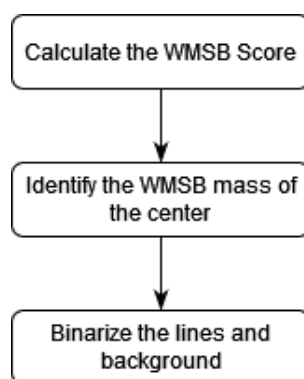 Calculate the WMSB Score
Identify the WMSB mass of
the center
Binarize the lines and
background